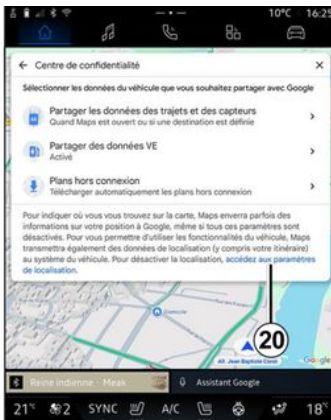 10°C 16:25
Centre de confidentialité
Sélectionner les données du véhicule que vous souhaitez partager avec Google
Partager les données des trajets et des capteurs
Quand Maps est ouvert ou si une destination est définie
Partager des données VE
Activé
Plans hors connexion
Télécharger automatiquement les plans hors connexion
Pour indiquer où vous vous trouvez sur la carte, Maps enverra parfois des
informations sur votre position à Google, même si tous ces paramètres sont
désactivés. Pour vous permettre d'utiliser les fonctionnalités du véhicule, Maps
transmettra également des données de localisation (y compris votre itinéraire)
au système du véhicule. Pour désactiver la localisation, accédez aux paramètres
de localisation.
20
All. Jean Baptiste Corot
Google
Reine indienne - Meak
Assistant Google
21° 2 SYNC A/C 18°